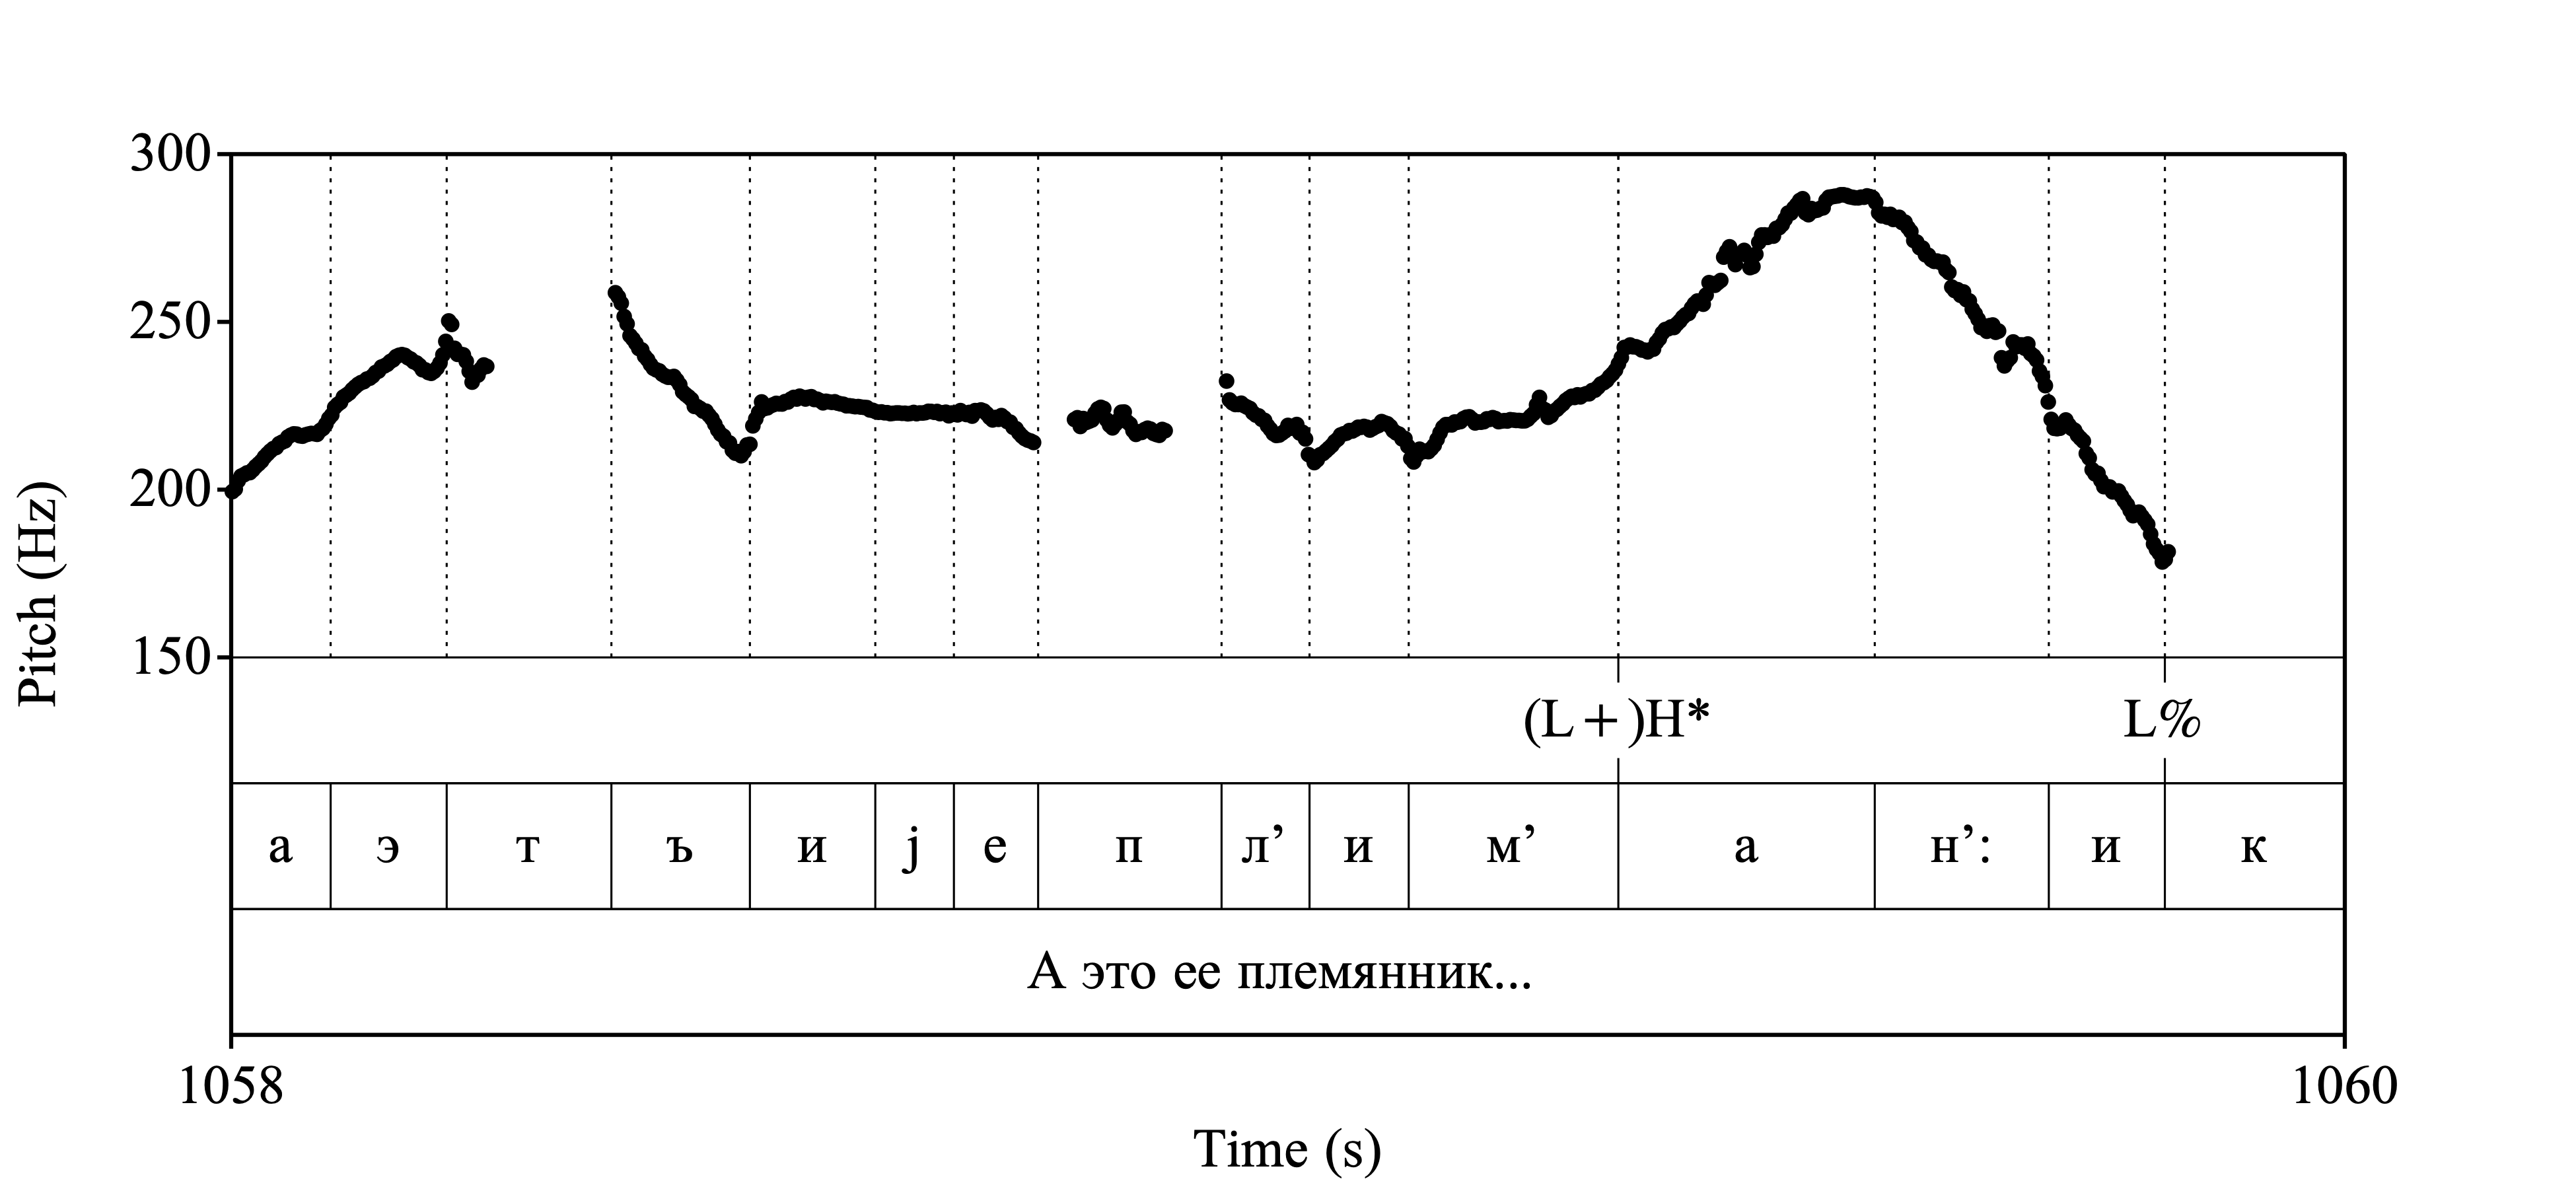 300
250
200
150
Pitch (Hz)
(L+)H* L%
а э т ъ и j е п л’ и м’ а н’: и к
А это ее племянник...
1058 1060
Time (s)